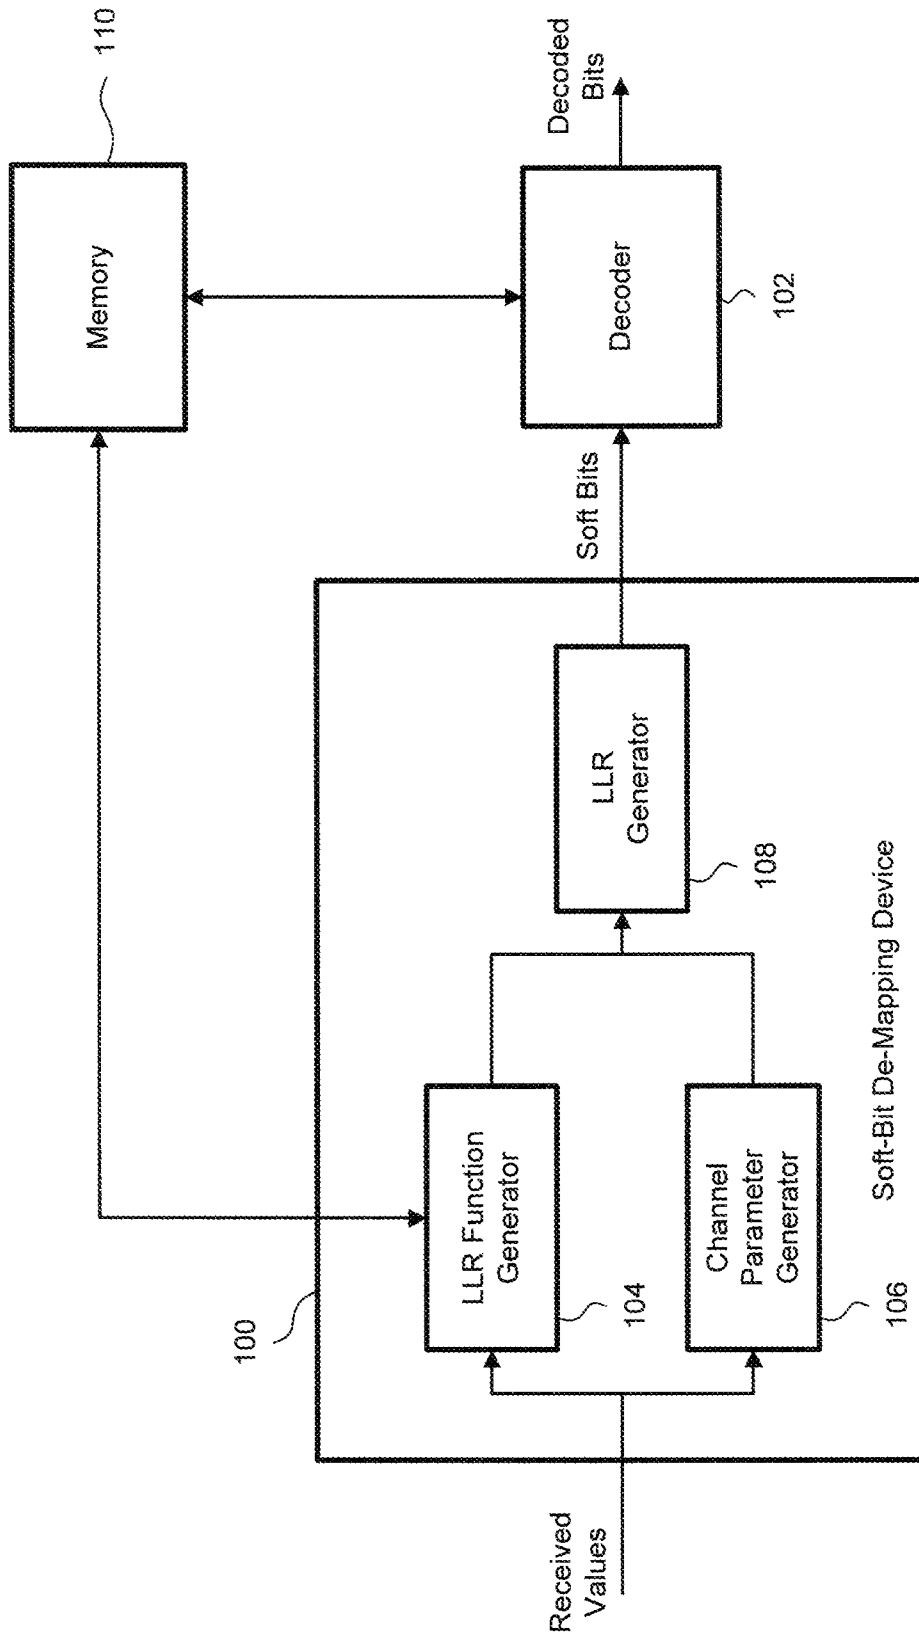 110
Memory
Decoded
Bits
Decoder
102
Soft Bits
LLR
Generator
108
100
LLR Function
Generator
104
Channel
Parameter
Generator
106
Soft-Bit De-Mapping Device
Received
Values